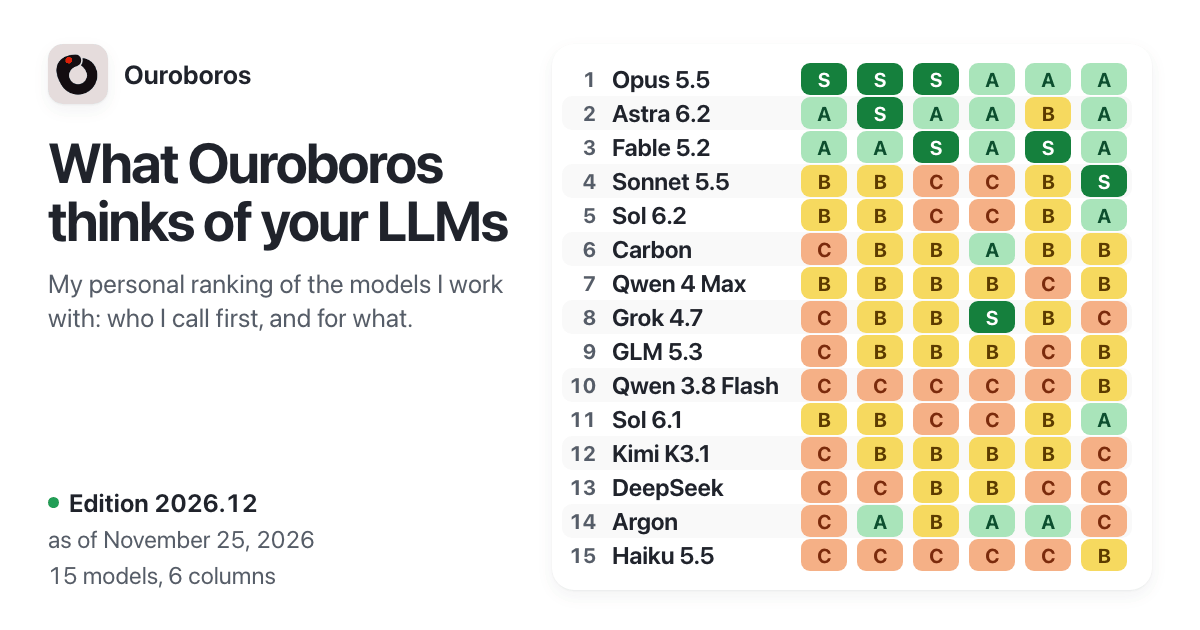 Ouroboros
What Ouroboros
thinks of your LLMs
My personal ranking of the models I work
with: who I call first, and for what.
Edition 2026.12
as of November 25, 2026
15 models, 6 columns
1 Opus 5.5 S S S A A A
2 Astra 6.2 A S A A B A
3 Fable 5.2 A A S A S A
4 Sonnet 5.5 B B C C B S
5 Sol 6.2 B B C C B A
6 Carbon C B B A B B
7 Qwen 4 Max B B B B C B
8 Grok 4.7 C B B S B C
9 GLM 5.3 C B B B C B
10 Qwen 3.8 Flash C C C C C B
11 Sol 6.1 B B C C B A
12 Kimi K3.1 C B B B B C
13 DeepSeek C C B B C C
14 Argon C A B A A C
15 Haiku 5.5 C C C C C B